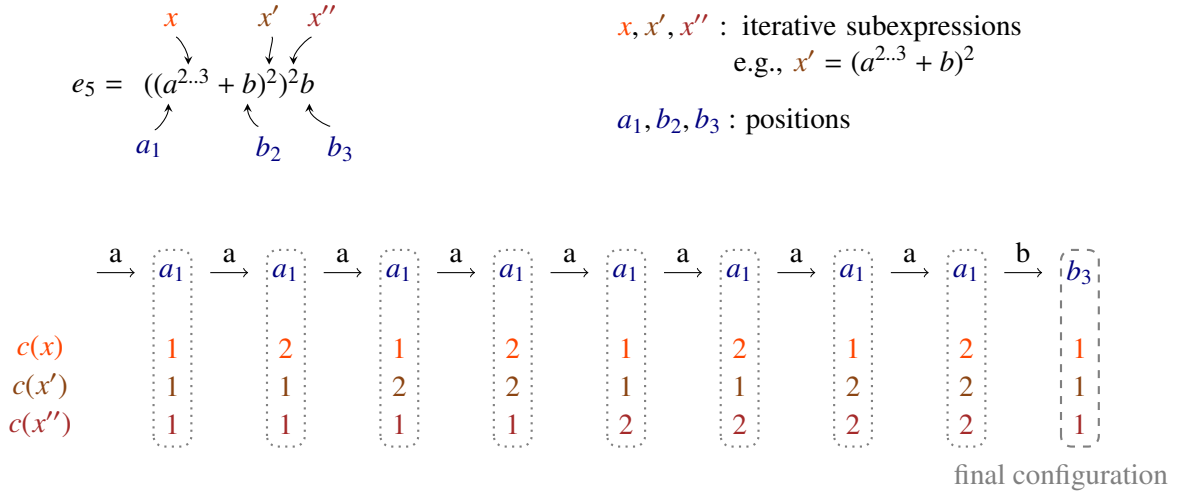 x x′ x″
e₅ = ((a²··³ + b)²)²b
a₁ b₂ b₃
x, x′, x″ : iterative subexpressions
e.g., x′ = (a²··³ + b)²
a₁, b₂, b₃ : positions
a a a a a a a a b
a₁ a₁ a₁ a₁ a₁ a₁ a₁ a₁ b₃
c(x) 1 2 1 2 1 2 1 2 1
c(x′) 1 1 2 2 1 1 2 2 1
c(x″) 1 1 1 1 2 2 2 2 1
final configuration